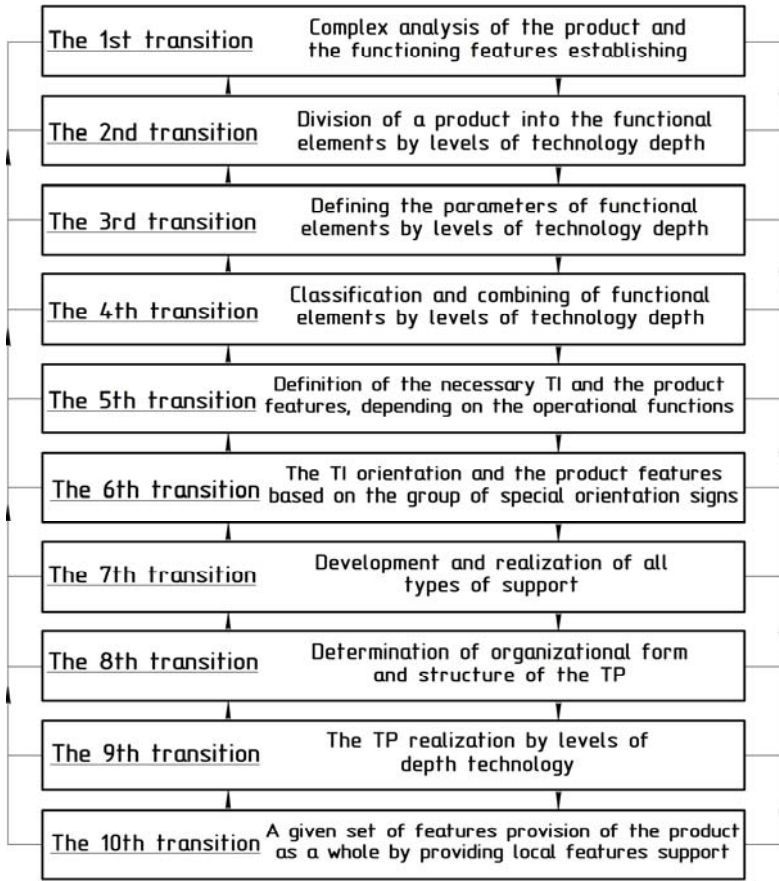 The 1st transition
Complex analysis of the product and
the functioning features establishing
The 2nd transition
Division of a product into the functional
elements by levels of technology depth
The 3rd transition
Defining the parameters of functional
elements by levels of technology depth
The 4th transition
Classification and combining of functional
elements by levels of technology depth
The 5th transition
Definition of the necessary TI and the product
features, depending on the operational functions
The 6th transition
The TI orientation and the product features
based on the group of special orientation signs
The 7th transition
Development and realization of all
types of support
The 8th transition
Determination of organizational form
and structure of the TP
The 9th transition
The TP realization by levels of
depth technology
The 10th transition
A given set of features provision of the product
as a whole by providing local features support